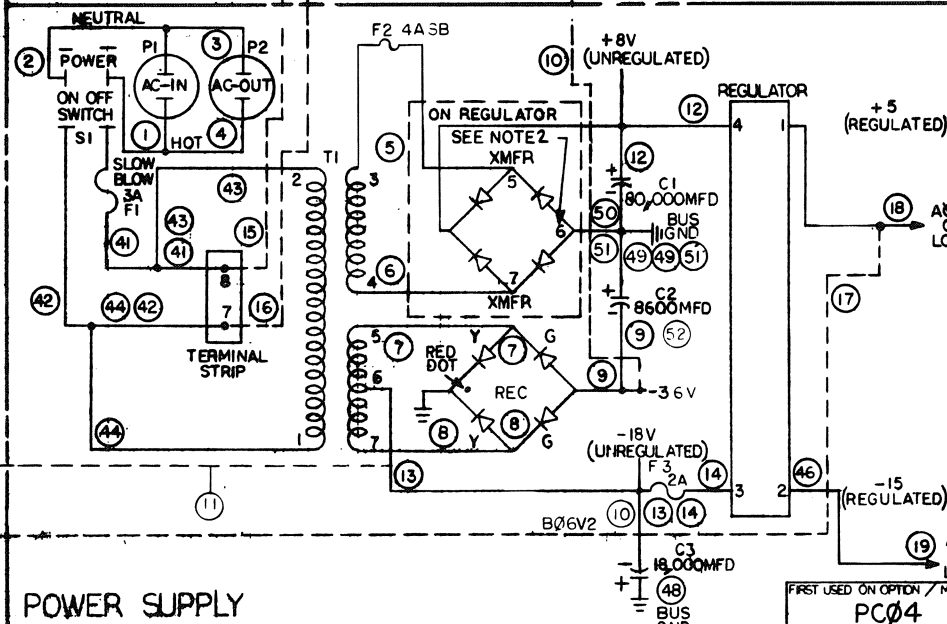 NEUTRAL
2
POWER
ON OFF
SWITCH
S1
P1
3
P2
AC-IN
AC-OUT
1
HOT
4
SLOW
BLOW
3A
F1
43
43
41
41
15
42
44
42
8
7
16
TERMINAL
STRIP
44
11
T1
2
1
F2 4ASB
5
3
4
6
ON REGULATOR
SEE NOTE 2
XMFR
5
6
7
XMFR
5
6
7
7
RED
DOT
Y
7
G
REC
8
Y
8
G
13
10
+8V
(UNREGULATED)
12
12
+
-
C1
80,000MFD
50
51
BUS
GND
49
49
51
+
-
C2
8600MFD
9
52
9
-36V
-18V
(UNREGULATED)
F3
2A
14
10
13
14
BØ6V2
-
+
C3
18,000MFD
48
BUS
REGULATOR
4
1
3
2
+5
(REGULATED)
18
17
46
-15
(REGULATED)
19
POWER SUPPLY
FIRST USED ON OPTION /
PCØ4